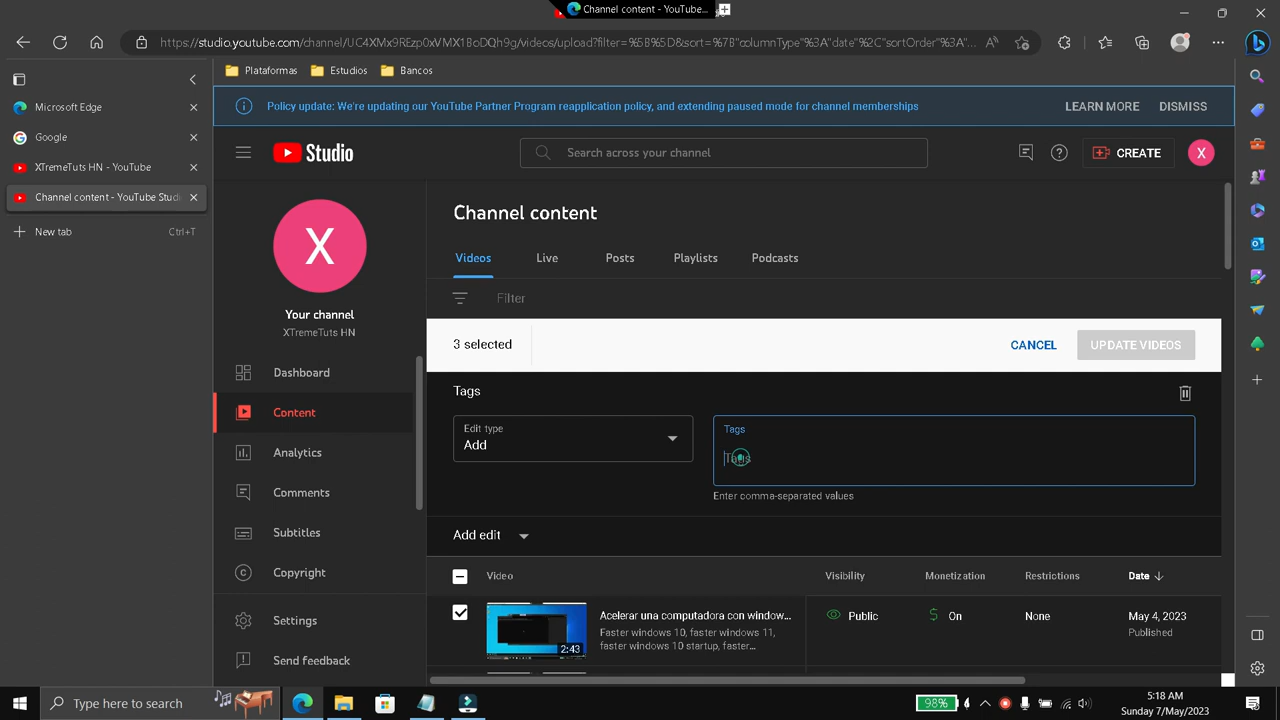 Content - YouTube...
https://studio.youtube.com/channel/UC4XMx9REzp0xVMX1BcDQh9g/videos/upload?filter=%5B%5D&sort=%7B"columnType"%3A"date"%2C"sortOrder"%3A"...
Plataformas
Estudios
Bancos
Microsoft Edge
Google
XTremeTuts HN - YouTube
Channel content - YouTube Studi
New tab
Ctrl+T
Policy update: We're updating our YouTube Partner Program reapplication policy, and extending paused mode for channel memberships
LEARN MORE
DISMISS
Studio
Search across your channel
CREATE
X
X
Your channel
XTremeTuts HN
Dashboard
Content
Analytics
Comments
Subtitles
Copyright
Settings
Send feedback
Channel content
Videos
Live
Posts
Playlists
Podcasts
Filter
3 selected
CANCEL
UPDATE VIDEOS
Tags
Edit type
Add
Tags
Tags
Enter comma-separated values
Add edit
Video
Visibility
Monetization
Restrictions
Date
2:43
Acelerar una computadora con window...
Faster windows 10, faster windows 11,
faster windows 10 startup, faster...
Public
On
None
May 4, 2023
Published
Type here to search
98%
5:18 AM
Sunday 7/May/2023